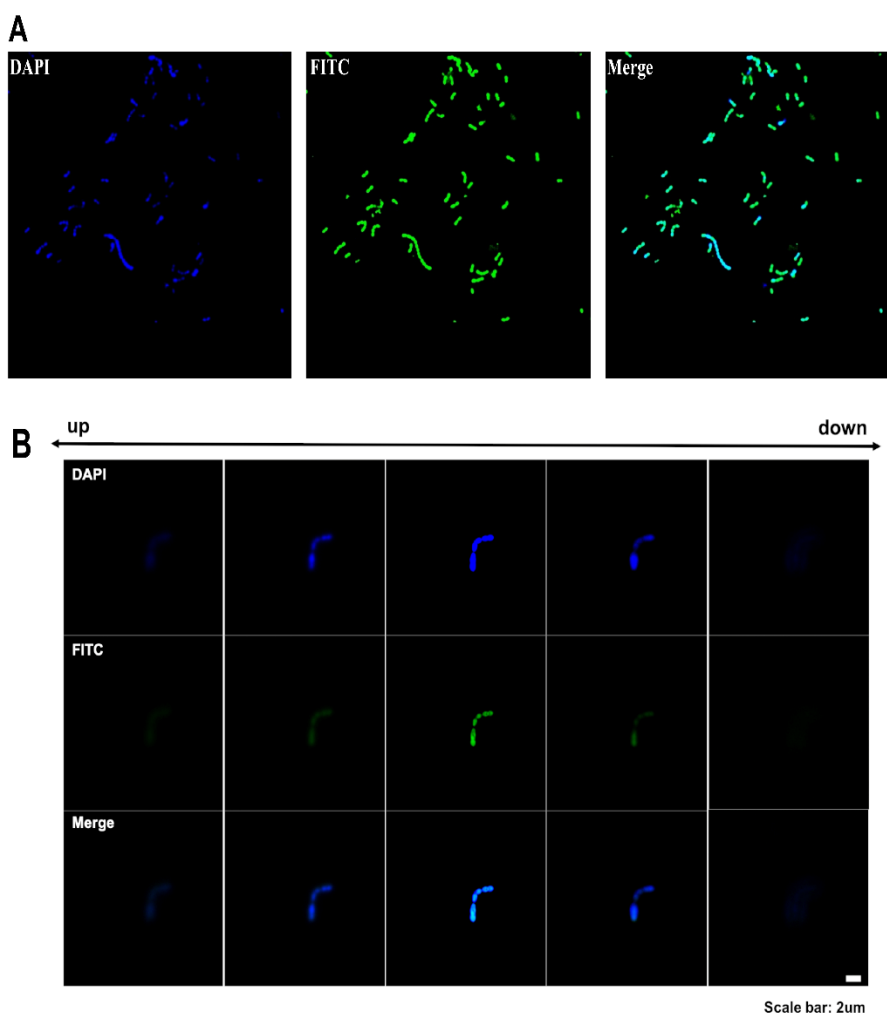 A
DAPI
FITC
Merge
B
up
down
DAPI
FITC
Merge
Scale bar: 2um